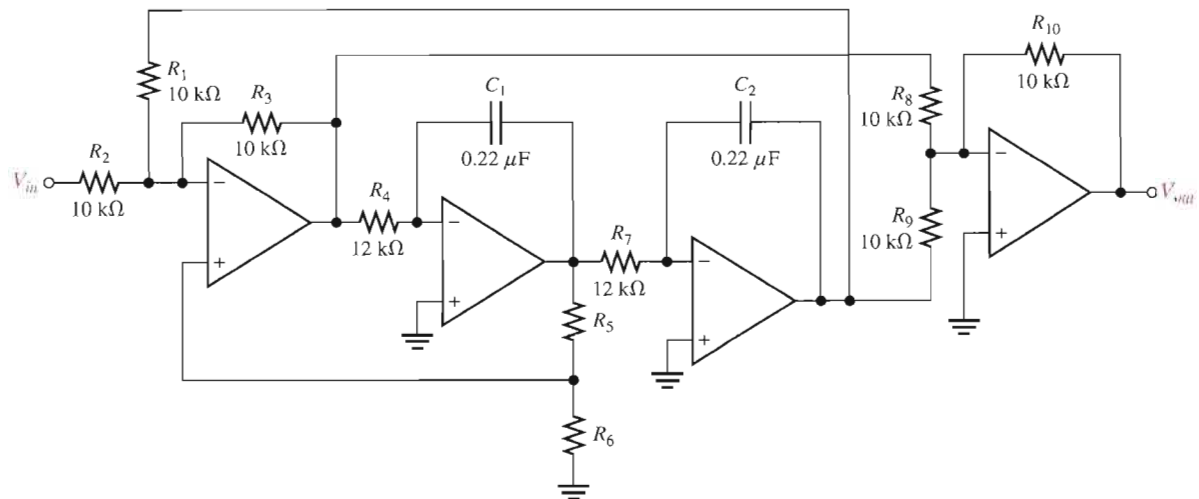 R10
10 kΩ
R1
10 kΩ
R3
10 kΩ
C1
0.22 μF
C2
0.22 μF
R8
10 kΩ
R2
Vin
10 kΩ
R4
12 kΩ
R7
12 kΩ
R9
10 kΩ
Vout
R5
R6
− + − + − + − +